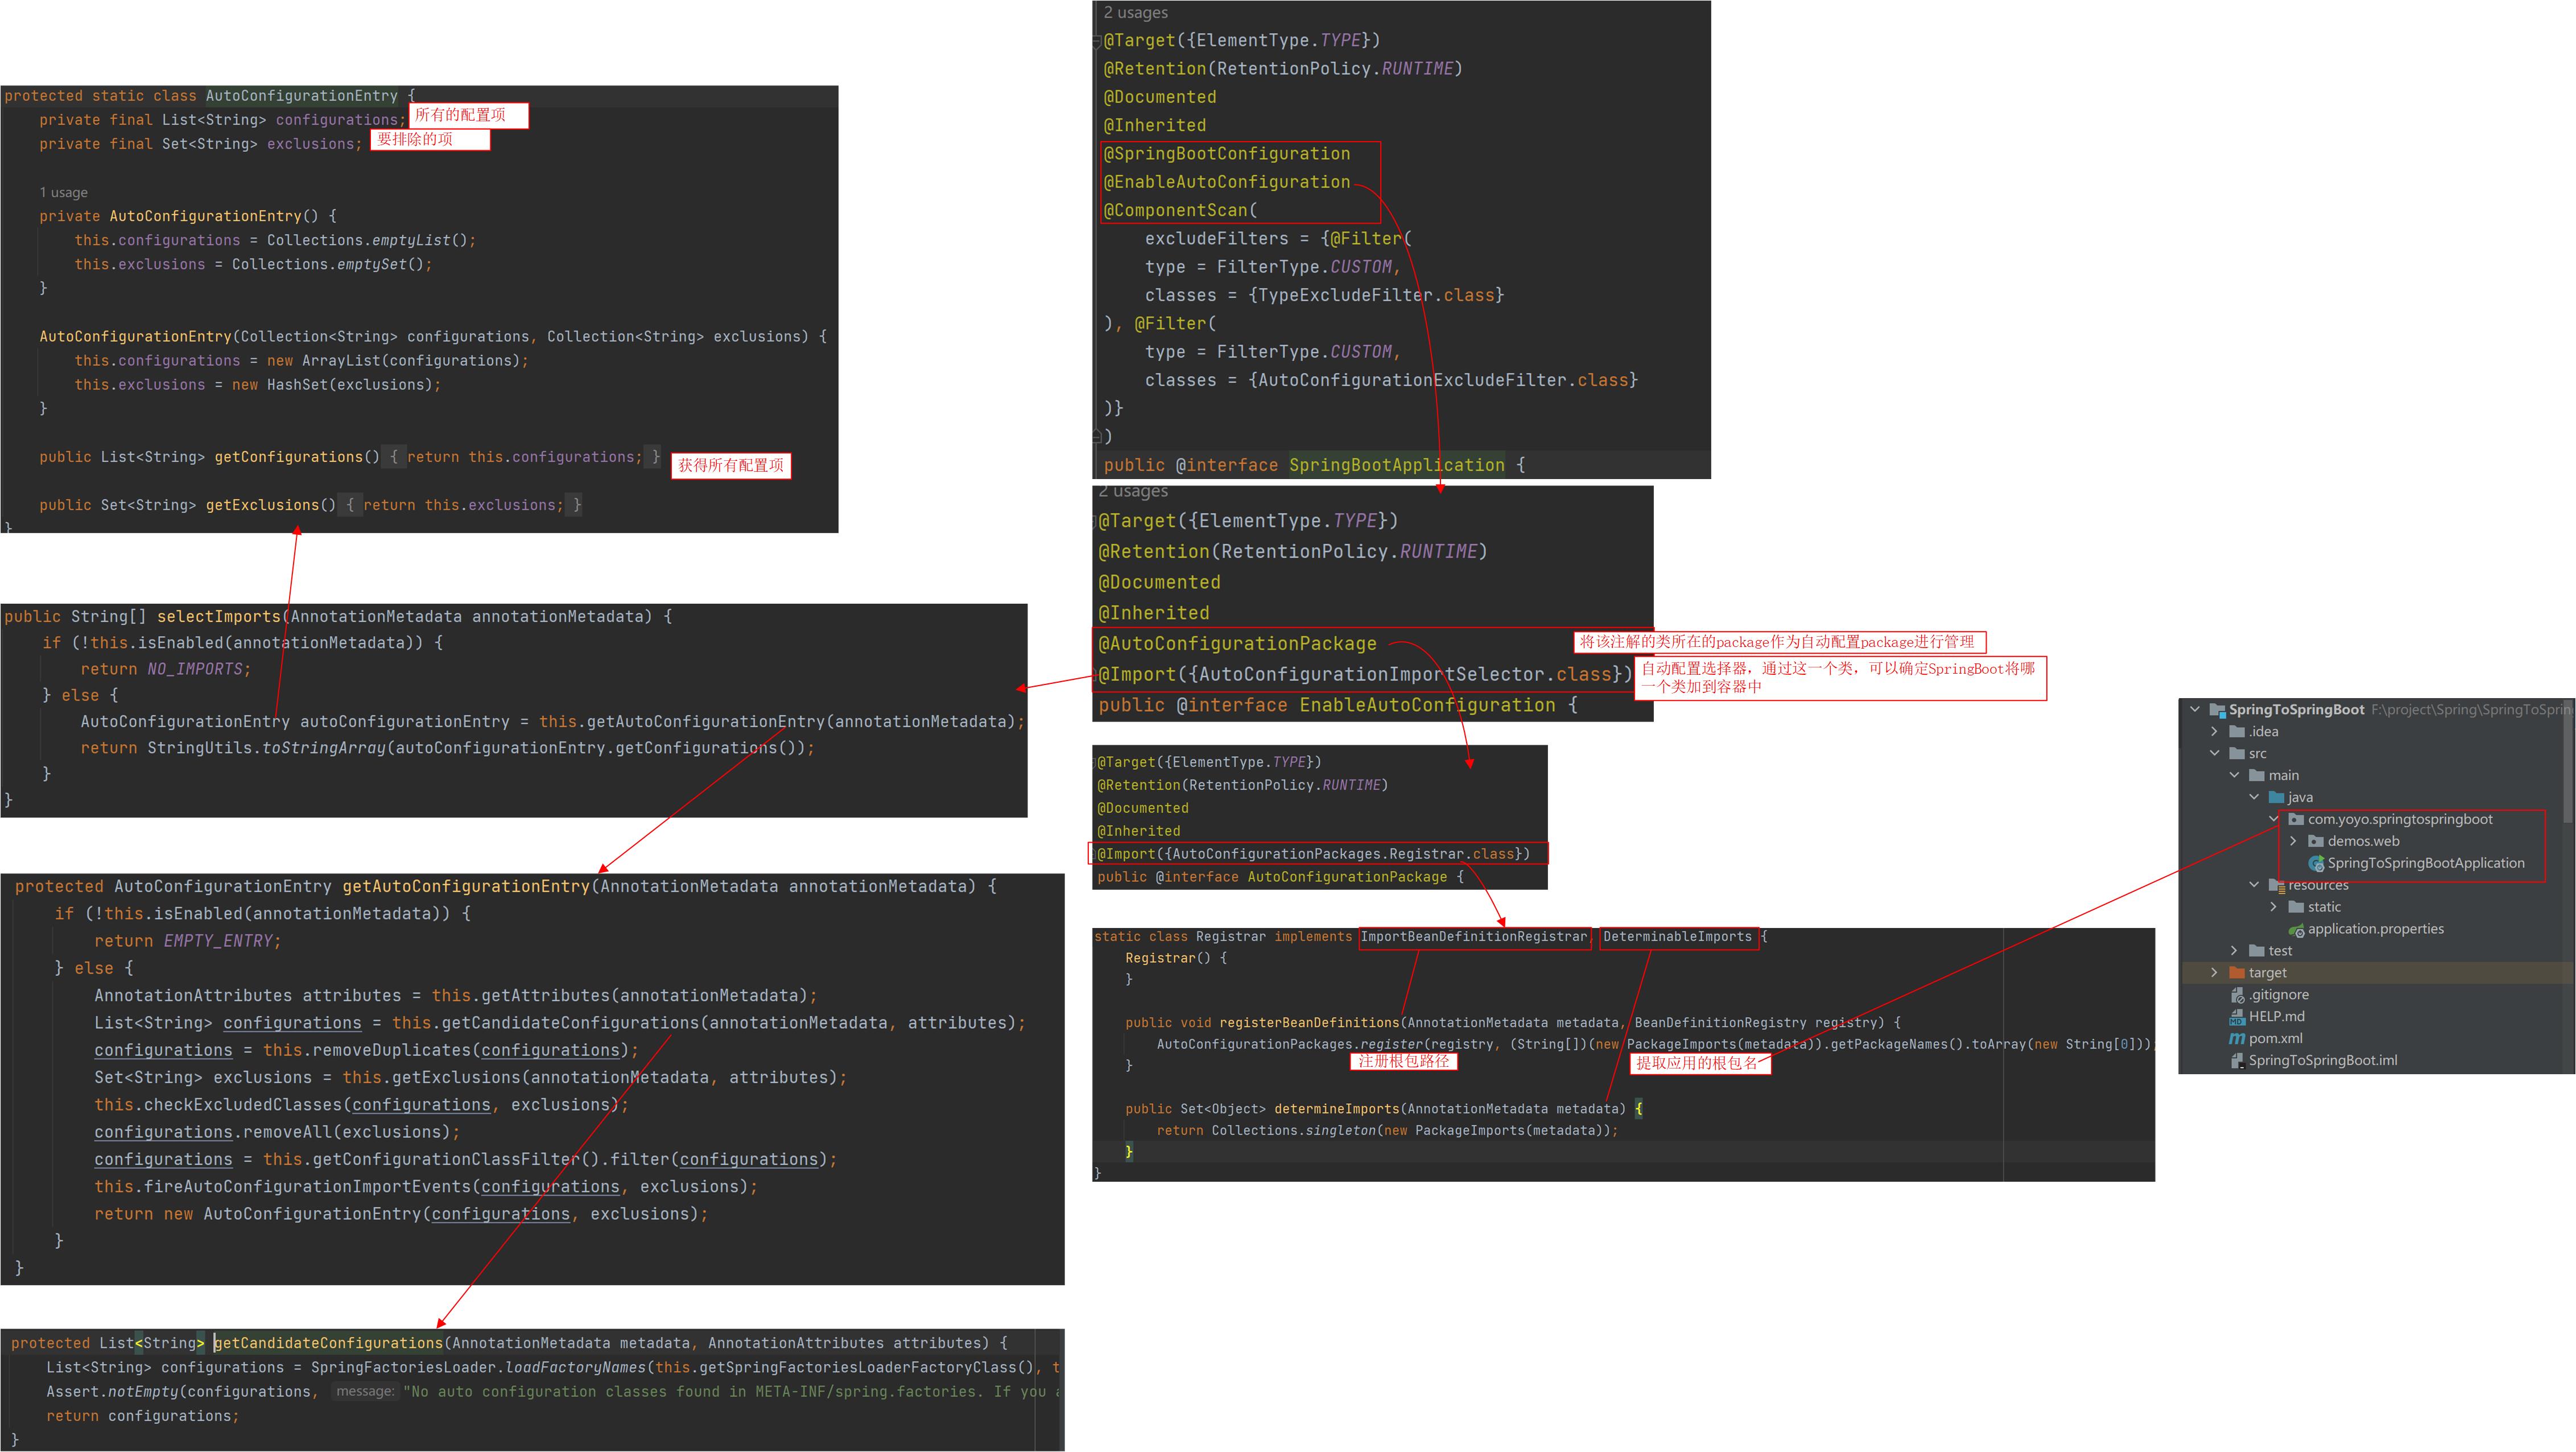 protected static class AutoConfigurationEntry {
private final List<String> configurations;
所有的配置项
private final Set<String> exclusions;
要排除的项
1 usage
private AutoConfigurationEntry() {
this.configurations = Collections.emptyList();
this.exclusions = Collections.emptySet();
}
AutoConfigurationEntry(Collection<String> configurations, Collection<String> exclusions) {
this.configurations = new ArrayList(configurations);
this.exclusions = new HashSet(exclusions);
}
public List<String> getConfigurations() { return this.configurations; }
获得所有配置项
public Set<String> getExclusions() { return this.exclusions; }
}
public String[] selectImports(AnnotationMetadata annotationMetadata) {
if (!this.isEnabled(annotationMetadata)) {
return NO_IMPORTS;
} else {
AutoConfigurationEntry autoConfigurationEntry = this.getAutoConfigurationEntry(annotationMetadata);
return StringUtils.toStringArray(autoConfigurationEntry.getConfigurations());
}
}
protected AutoConfigurationEntry getAutoConfigurationEntry(AnnotationMetadata annotationMetadata) {
if (!this.isEnabled(annotationMetadata)) {
return EMPTY_ENTRY;
} else {
AnnotationAttributes attributes = this.getAttributes(annotationMetadata);
List<String> configurations = this.getCandidateConfigurations(annotationMetadata, attributes);
configurations = this.removeDuplicates(configurations);
Set<String> exclusions = this.getExclusions(annotationMetadata, attributes);
this.checkExcludedClasses(configurations, exclusions);
configurations.removeAll(exclusions);
configurations = this.getConfigurationClassFilter().filter(configurations);
this.fireAutoConfigurationImportEvents(configurations, exclusions);
return new AutoConfigurationEntry(configurations, exclusions);
}
}
protected List<String> getCandidateConfigurations(AnnotationMetadata metadata, AnnotationAttributes attributes) {
List<String> configurations = SpringFactoriesLoader.loadFactoryNames(this.getSpringFactoriesLoaderFactoryClass(), t
Assert.notEmpty(configurations, message: "No auto configuration classes found in META-INF/spring.factories. If you a
return configurations;
}
2 usages
@Target({ElementType.TYPE})
@Retention(RetentionPolicy.RUNTIME)
@Documented
@Inherited
@SpringBootConfiguration
@EnableAutoConfiguration
@ComponentScan(
excludeFilters = {@Filter(
type = FilterType.CUSTOM,
classes = {TypeExcludeFilter.class}
), @Filter(
type = FilterType.CUSTOM,
classes = {AutoConfigurationExcludeFilter.class}
)}
)
public @interface SpringBootApplication {
2 usages
@Target({ElementType.TYPE})
@Retention(RetentionPolicy.RUNTIME)
@Documented
@Inherited
@AutoConfigurationPackage
将该注解的类所在的package作为自动配置package进行管理
@Import({AutoConfigurationImportSelector.class})
自动配置选择器，通过这一个类，可以确定SpringBoot将哪
一个类加到容器中
public @interface EnableAutoConfiguration {
@Target({ElementType.TYPE})
@Retention(RetentionPolicy.RUNTIME)
@Documented
@Inherited
@Import({AutoConfigurationPackages.Registrar.class})
public @interface AutoConfigurationPackage {
static class Registrar implements ImportBeanDefinitionRegistrar, DeterminableImports {
Registrar() {
}
public void registerBeanDefinitions(AnnotationMetadata metadata, BeanDefinitionRegistry registry) {
AutoConfigurationPackages.register(registry, (String[])(new PackageImports(metadata)).getPackageNames().toArray(new String[0]));
注册根包路径
提取应用的根包名
}
public Set<Object> determineImports(AnnotationMetadata metadata) {
return Collections.singleton(new PackageImports(metadata));
}
}
SpringToSpringBoot F:\project\Spring\SpringToSprin
.idea
src
main
java
com.yoyo.springtospringboot
demos.web
SpringToSpringBootApplication
resources
static
application.properties
test
target
.gitignore
HELP.md
pom.xml
SpringToSpringBoot.iml